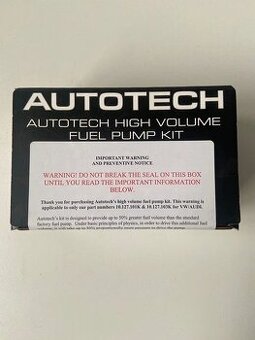 AUTOTECH
AUTOTECH HIGH VOLUME
FUEL PUMP KIT
IMPORTANT WARNING
AND PREVENTIVE NOTICE
WARNING! DO NOT BREAK THE SEAL ON THIS BOX
UNTIL YOU READ THE IMPORTANT INFORMATION
BELOW.
Thank you for purchasing Autotech's high volume fuel pump kit. This warning is
applicable to only our part numbers 10.127.101K & 10.127.103K for VW/AUDI.
Autotech's kit is designed to provide up to 50% greater fuel volume than the standard
factory fuel pump. Under basic principles of physics, in order to drive this additional fuel